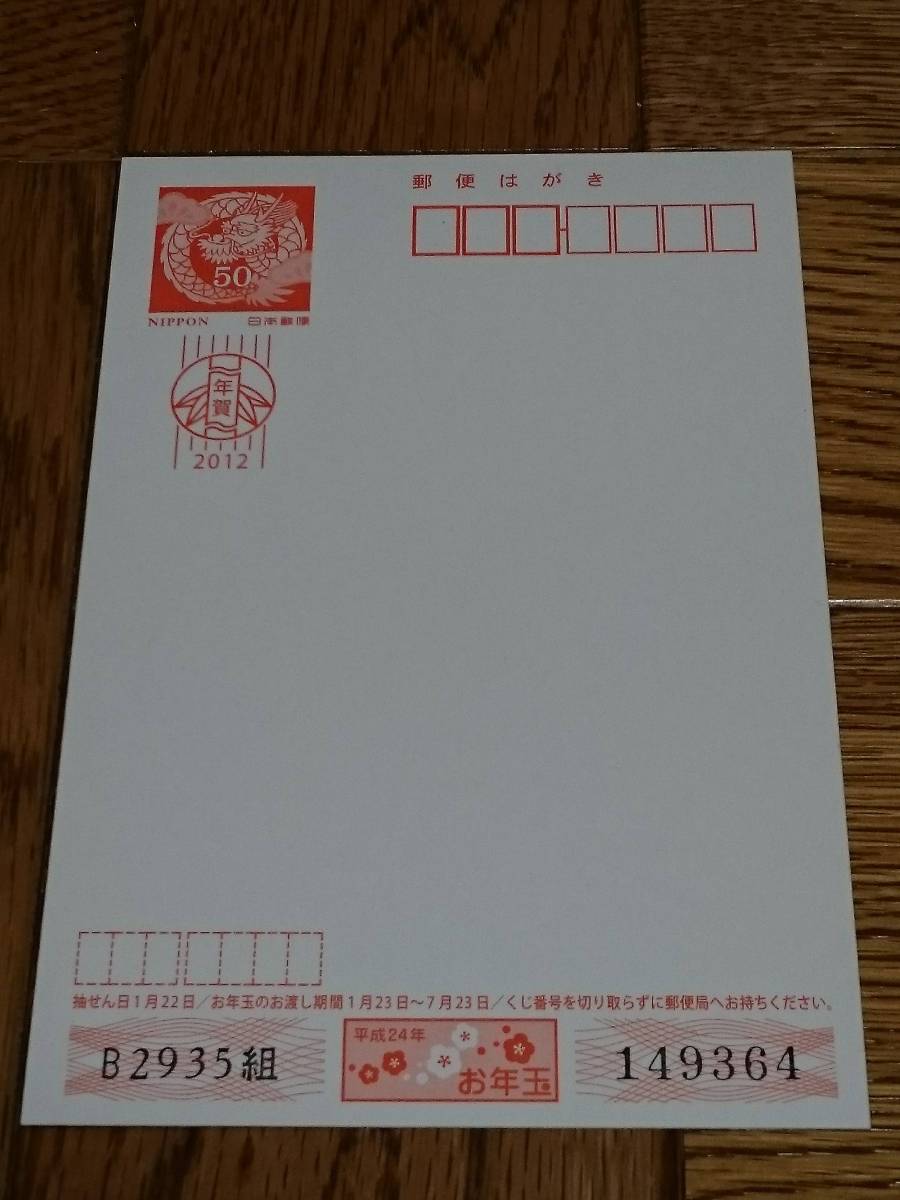 郵便はがき
50
NIPPON 日本郵便
年賀
2012
抽せん日1月22日/お年玉のお渡し期間1月23日~7月23日/くじ番号を切り取らずに郵便局へお持ちください。
B2935組
平成24年
お年玉
149364